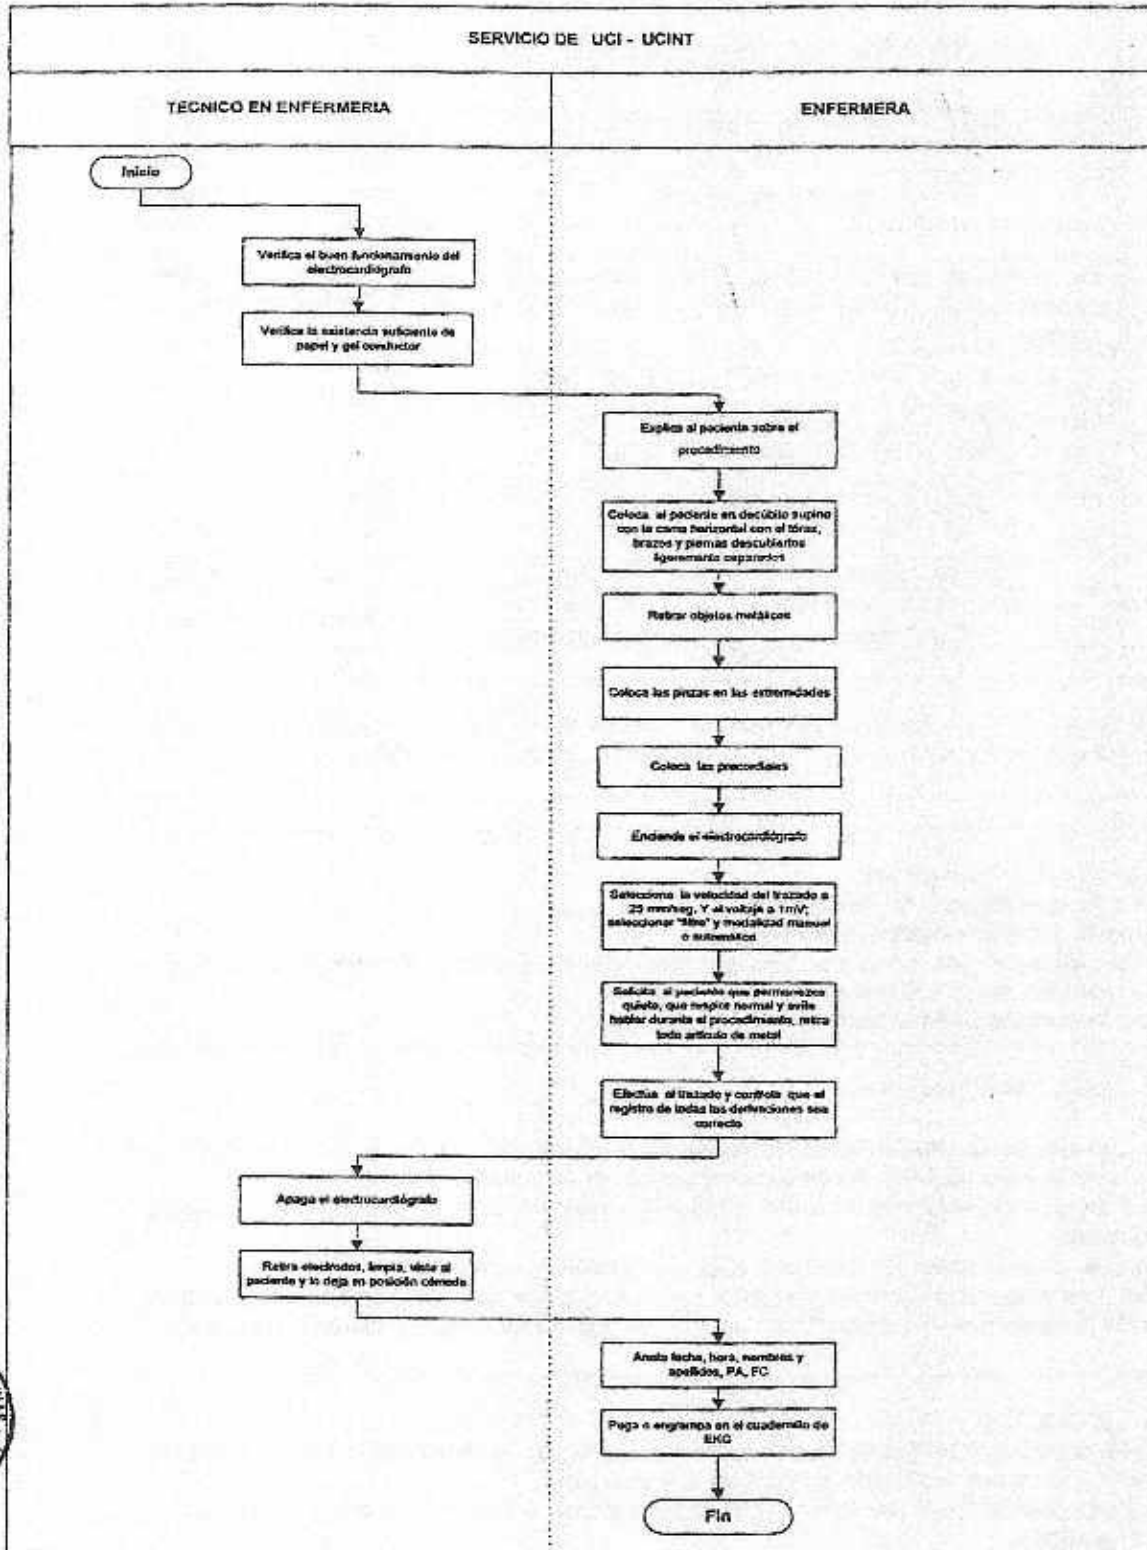 SERVICIO DE UCI - UCINT
TECNICO EN ENFERMERIA
ENFERMERA
Inicio
Verifica el buen funcionamiento del
electrocardiógrafo
Verifica la existencia suficiente de
papel y gel conductor
Explica al paciente sobre el
procedimiento
Coloca al paciente en decúbito supino
con la cama horizontal con el tórax,
brazos y piernas descubiertos
ligeramente separados
Retirar objetos metálicos
Coloca las pinzas en las extremidades
Coloca las precordiales
Enciende el electrocardiógrafo
Selecciona la velocidad del trazado a
25 mm/seg. Y el voltaje a 1mV;
seleccionar "filtro" y modalidad manual
o automático
Solicita al paciente que permanezca
quieto, que respire normal y evite
hablar durante el procedimiento, retira
todo artículo de metal
Efectúa el trazado y controla que el
registro de todas las derivaciones sea
correcto
Apaga el electrocardiógrafo
Retira electrodos, limpia, viste al
paciente y lo deja en posición cómoda
Anota fecha, hora, nombres y
apellidos, PA, FC
Pega o engrampa en el cuadernillo de
EKG
Fin